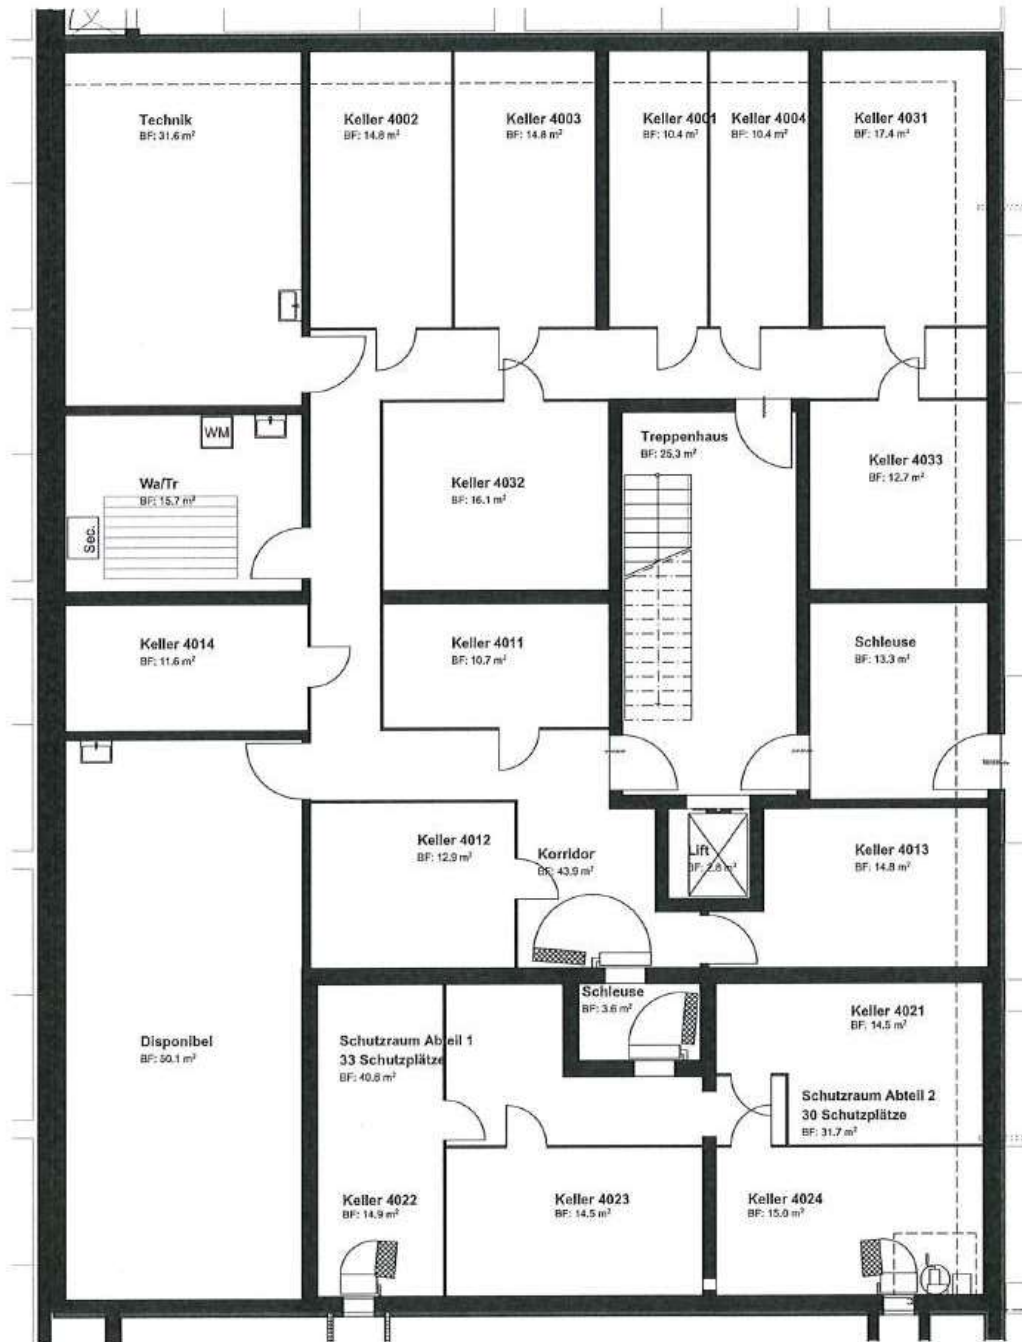 Technik
BF: 31.6 m²
Keller 4002
BF: 14.8 m²
Keller 4003
BF: 14.8 m²
Keller 4001
BF: 10.4 m²
Keller 4004
BF: 10.4 m²
Keller 4031
BF: 17.4 m²
WM
Wa/Tr
BF: 15.7 m²
Sec.
Keller 4032
BF: 16.1 m²
Treppenhaus
BF: 25.3 m²
Keller 4033
BF: 12.7 m²
Keller 4014
BF: 11.6 m²
Keller 4011
BF: 10.7 m²
Schleuse
BF: 13.3 m²
Keller 4012
BF: 12.9 m²
Korridor
BF: 43.9 m²
Lift
BF: 2.8 m²
Keller 4013
BF: 14.8 m²
Disponibel
BF: 50.1 m²
Schutzraum Abteil 1
33 Schutzplätze
BF: 40.8 m²
Schleuse
BF: 3.6 m²
Keller 4021
BF: 14.5 m²
Schutzraum Abteil 2
30 Schutzplätze
BF: 31.7 m²
Keller 4022
BF: 14.9 m²
Keller 4023
BF: 14.5 m²
Keller 4024
BF: 15.0 m²